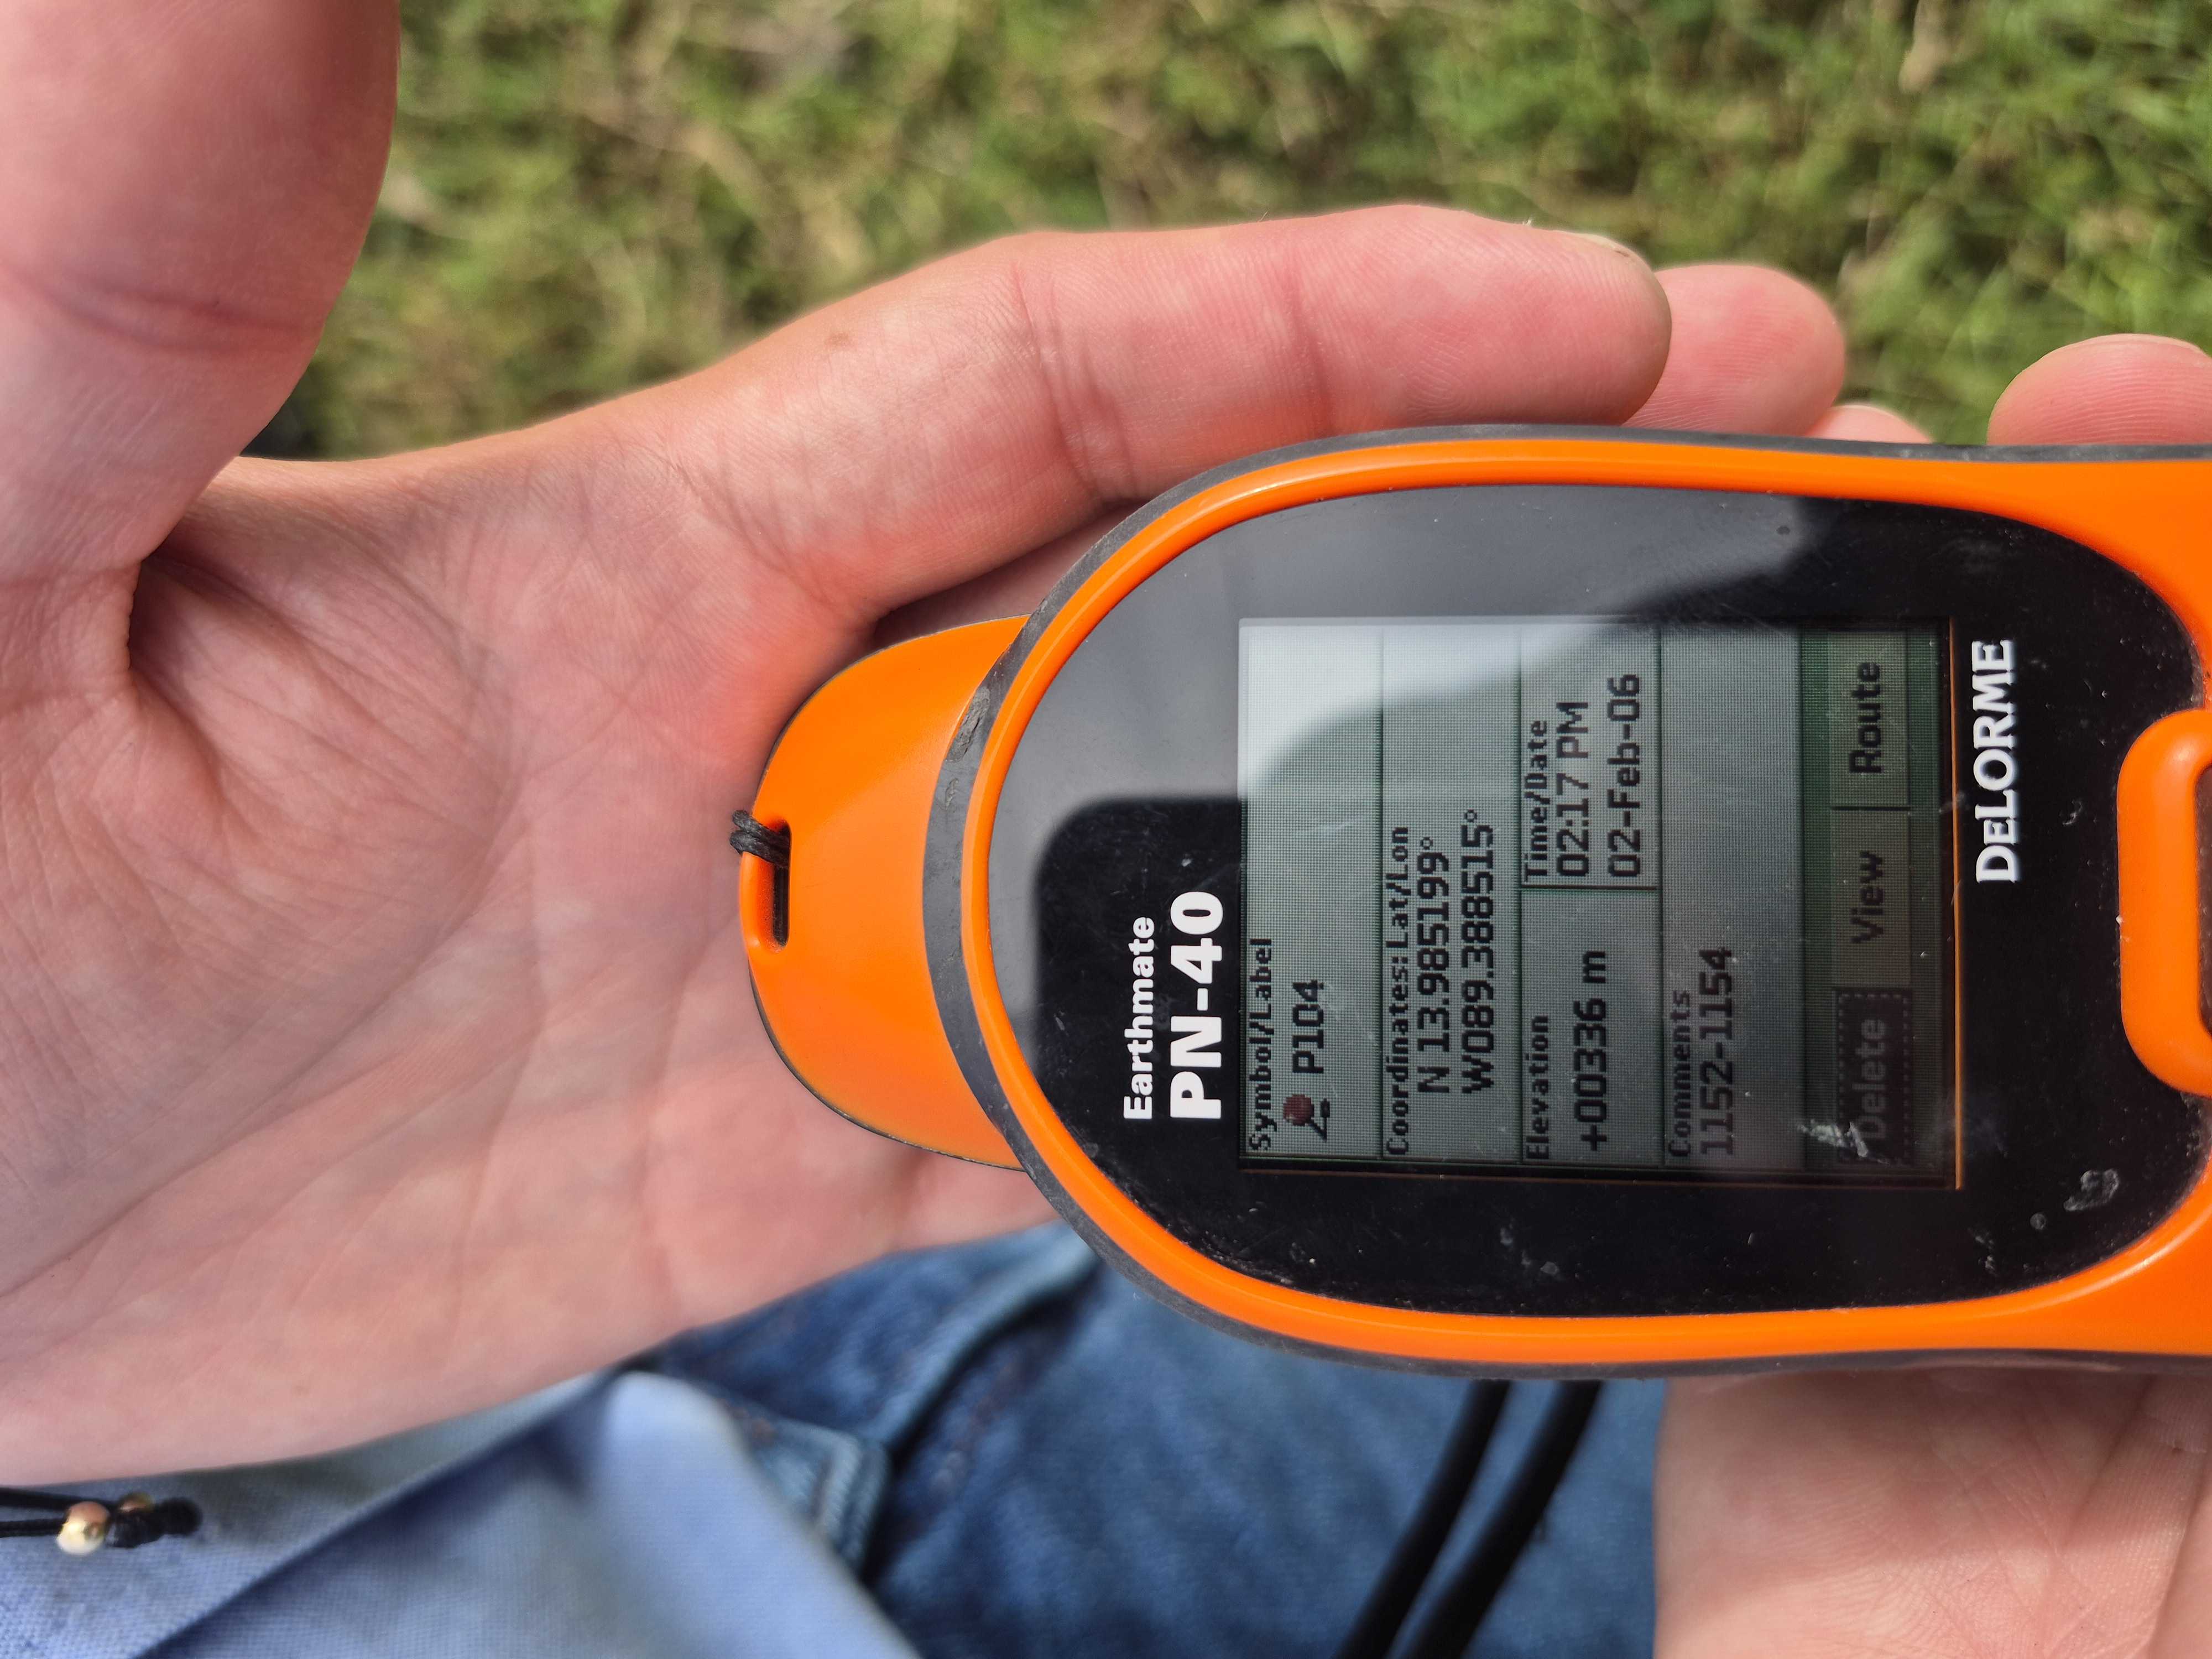 Earthmate
PN-40
Symbol/Label
P104
Coordinates: Lat/Lon
N 13.985199°
W089.388515°
Elevation
+00336 m
Time/Date
02:17 PM
02-Feb-06
Comments
1152-1154
Delete
View
Route
DELORME